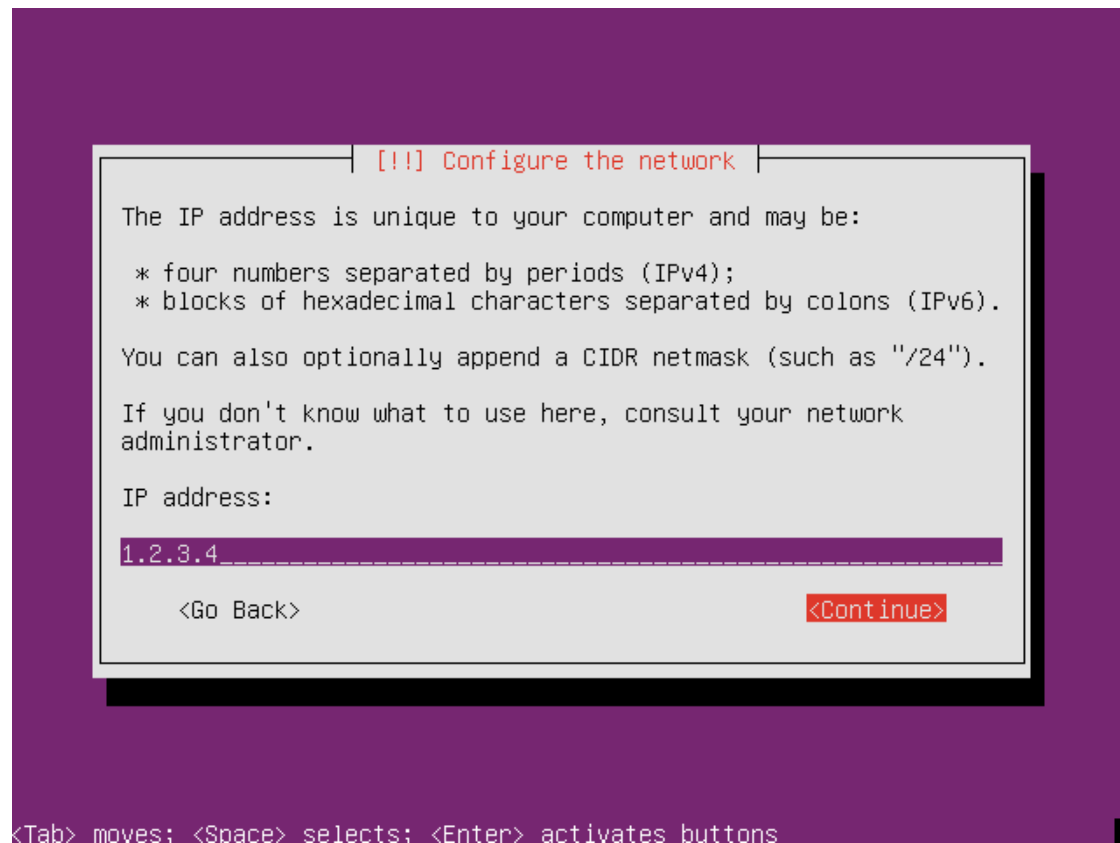 [!!] Configure the network
The IP address is unique to your computer and may be:
* four numbers separated by periods (IPv4);
* blocks of hexadecimal characters separated by colons (IPv6).
You can also optionally append a CIDR netmask (such as "/24").
If you don't know what to use here, consult your network
administrator.
IP address:
1.2.3.4
<Go Back> <Continue>
<Tab> moves; <Space> selects; <Enter> activates buttons